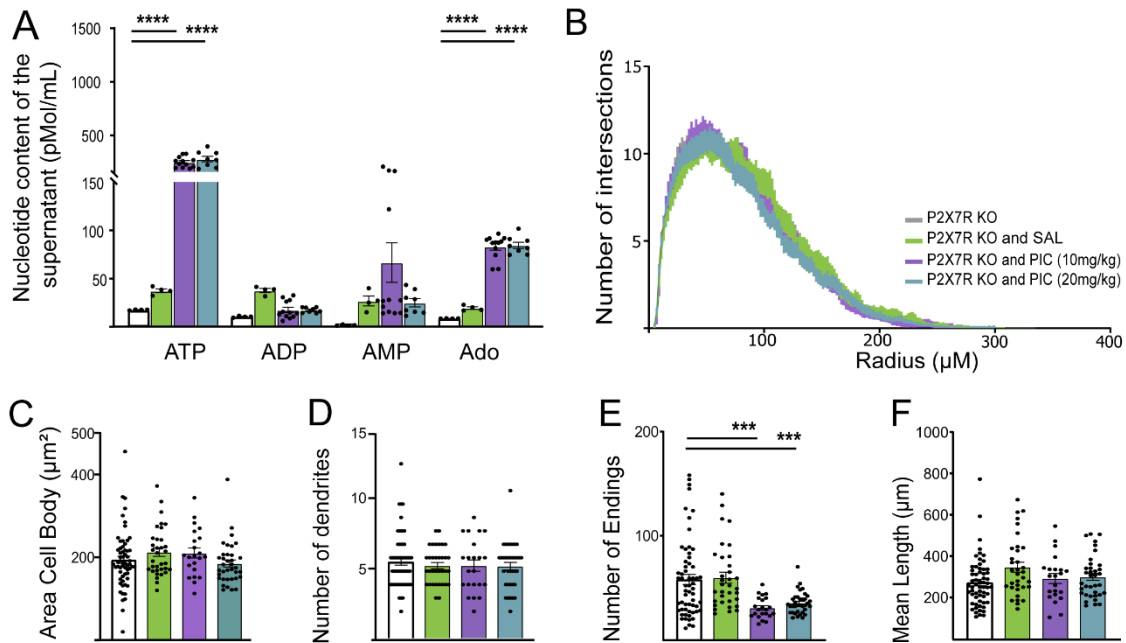 A
Nucleotide content of the
supernatant (pMol/mL)
1500
1000
500
150
100
50
****
****
****
****
ATP
ADP
AMP
Ado
B
Number of intersections
15
10
5
100
200
300
400
Radius (µM)
P2X7R KO
P2X7R KO and SAL
P2X7R KO and PIC (10mg/kg)
P2X7R KO and PIC (20mg/kg)
C
Area Cell Body (µm²)
500
400
200
D
Number of dendrites
15
10
5
E
Number of Endings
200
100
50
***
***
F
Mean Length (µm)
1000
800
600
400
200